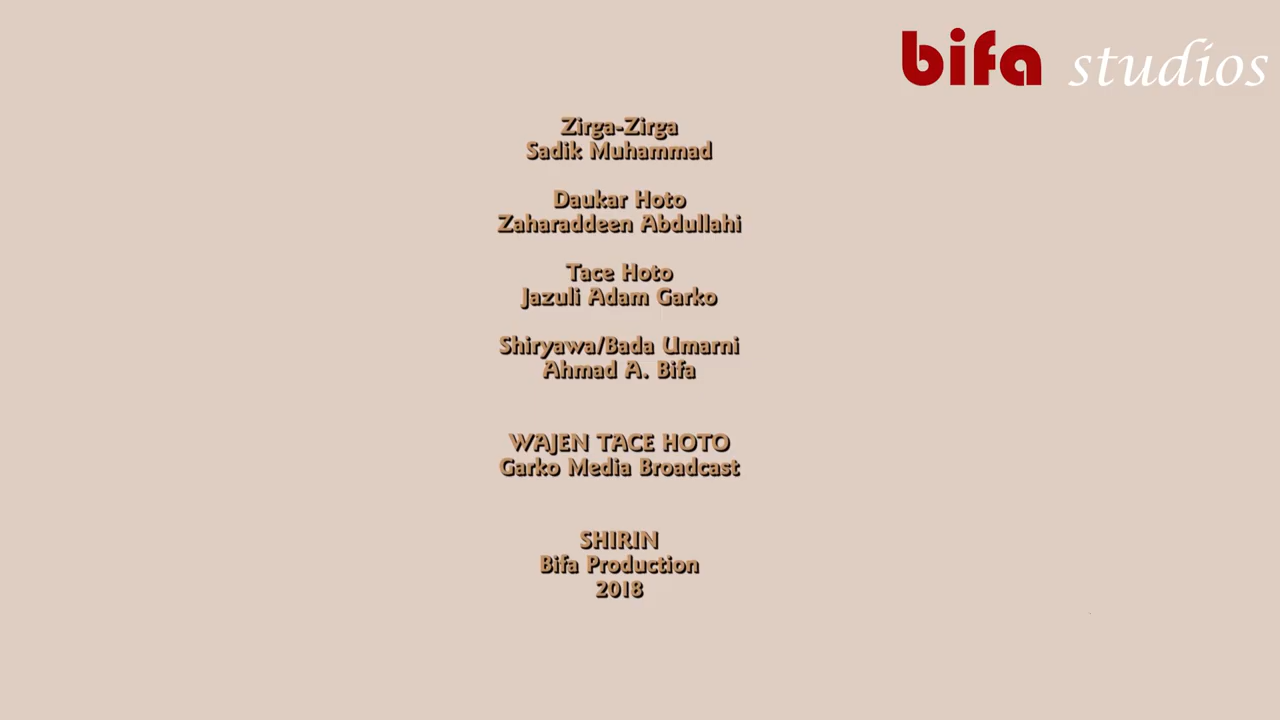 bifa studios
Zirga-Zirga
Sadik Muhammad
Daukar Hoto
Zaharaddeen Abdullahi
Tace Hoto
Jazuli Adam Garko
Shiryawa/Bada Umarni
Ahmad A. Bifa
WAJEN TACE HOTO
Garko Media Broadcast
SHIRIN
Bifa Production
2018